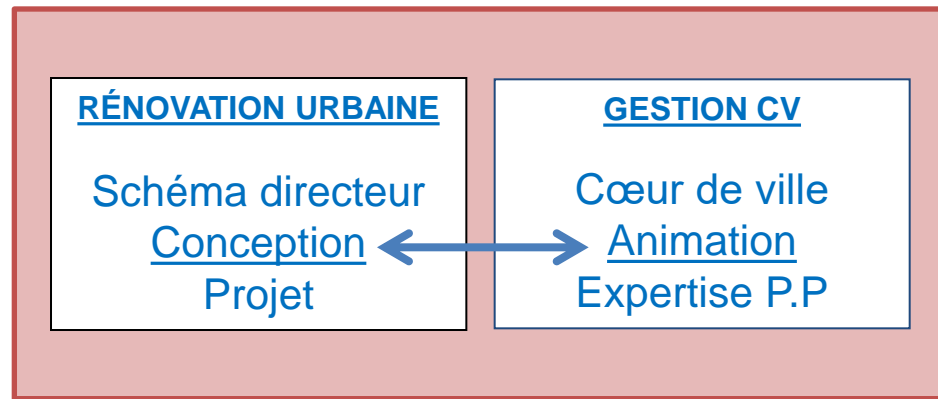 RÉNOVATION URBAINE
Schéma directeur
Conception
Projet
GESTION CV
Cœur de ville
Animation
Expertise P.P